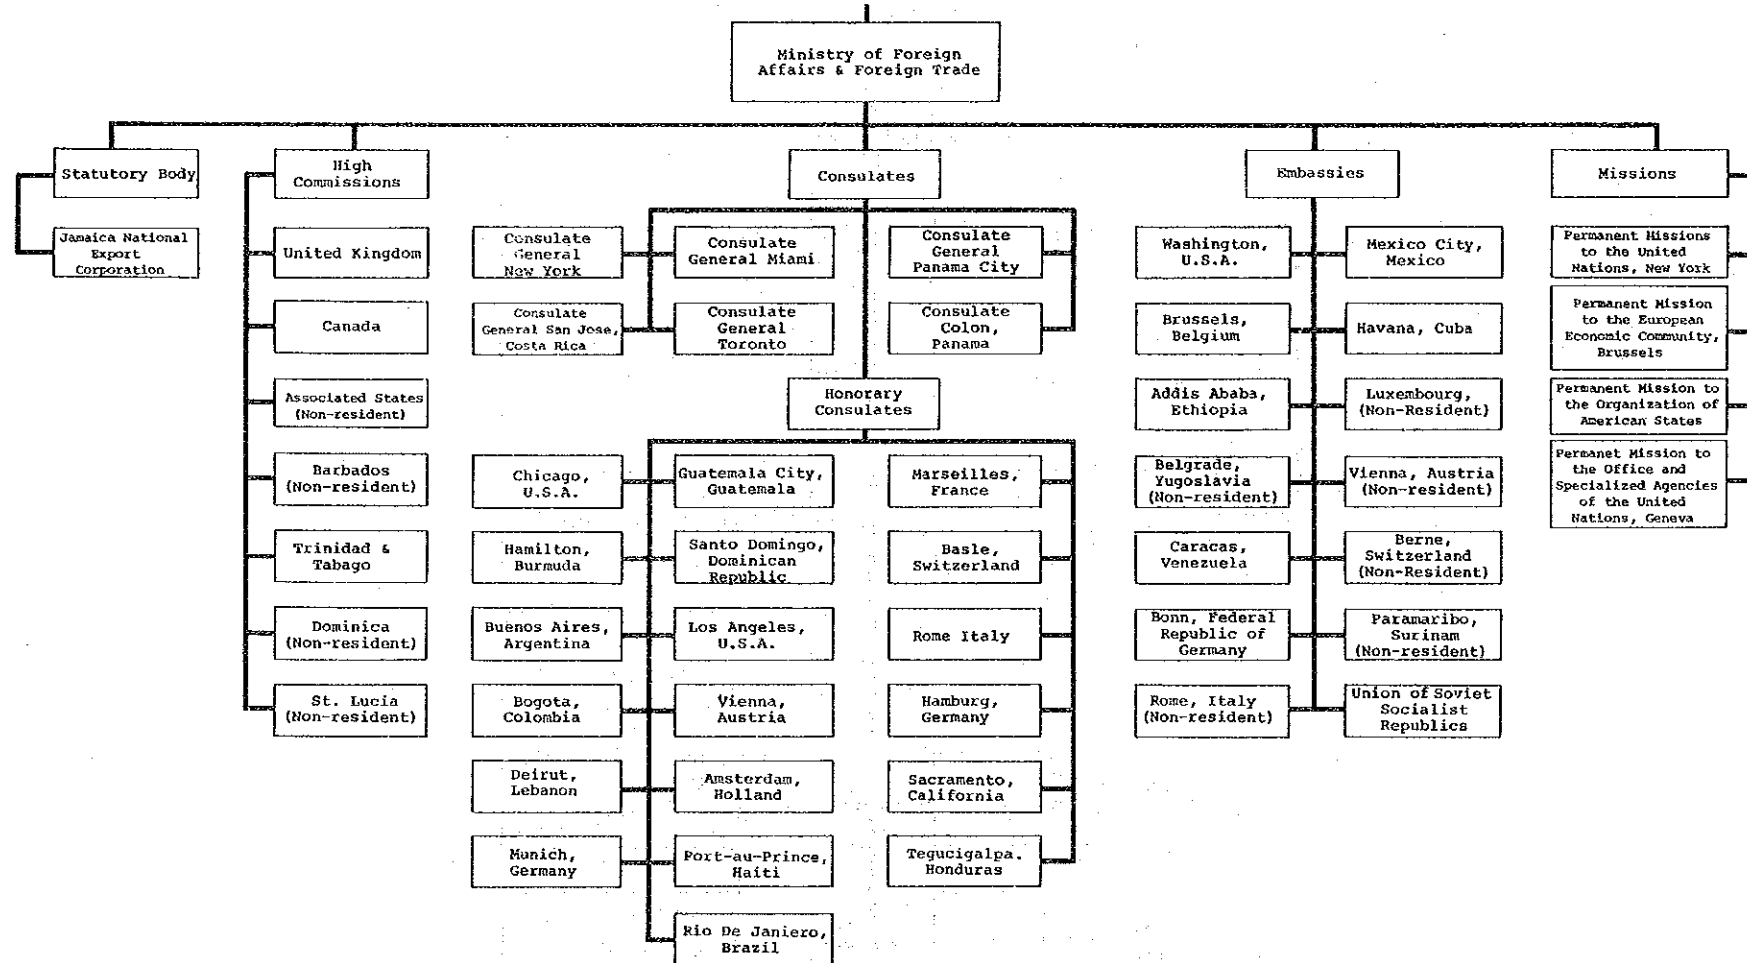 Ministry of Foreign
Affairs & Foreign Trade
Statutory Body
Jamaica National
Export
Corporation
High
Commissions
United Kingdom
Canada
Associated States
(Non-resident)
Barbados
(Non-resident)
Trinidad &
Tabago
Dominica
(Non-resident)
St. Lucia
(Non-resident)
Consulates
Consulate
General
New York
Consulate
General Miami
Consulate
General
Panama City
Consulate
General San Jose,
Costa Rica
Consulate
General
Toronto
Consulate
Colon,
Panama
Honorary
Consulates
Chicago,
U.S.A.
Guatemala City,
Guatemala
Marseilles,
France
Hamilton,
Burmuda
Santo Domingo,
Dominican
Republic
Basle,
Switzerland
Buenos Aires,
Argentina
Los Angeles,
U.S.A.
Rome Italy
Bogota,
Colombia
Vienna,
Austria
Hamburg,
Germany
Deirut,
Lebanon
Amsterdam,
Holland
Sacramento,
California
Munich,
Germany
Port-au-Prince,
Haiti
Tegucigalpa.
Honduras
Rio De Janiero,
Brazil
Embassies
Washington,
U.S.A.
Mexico City,
Mexico
Brussels,
Belgium
Havana, Cuba
Addis Ababa,
Ethiopia
Luxembourg,
(Non-Resident)
Belgrade,
Yugoslavia
(Non-resident)
Vienna, Austria
(Non-resident)
Caracas,
Venezuela
Berne,
Switzerland
(Non-Resident)
Bonn, Federal
Republic of
Germany
Paramaribo,
Surinam
(Non-resident)
Rome, Italy
(Non-resident)
Union of Soviet
Socialist
Republics
Missions
Permanent Missions
to the United
Nations, New York
Permanent Mission
to the European
Economic Community,
Brussels
Permanent Mission to
the Organization of
American States
Permanet Mission to
the Office and
Specialized Agencies
of the United
Nations, Geneva